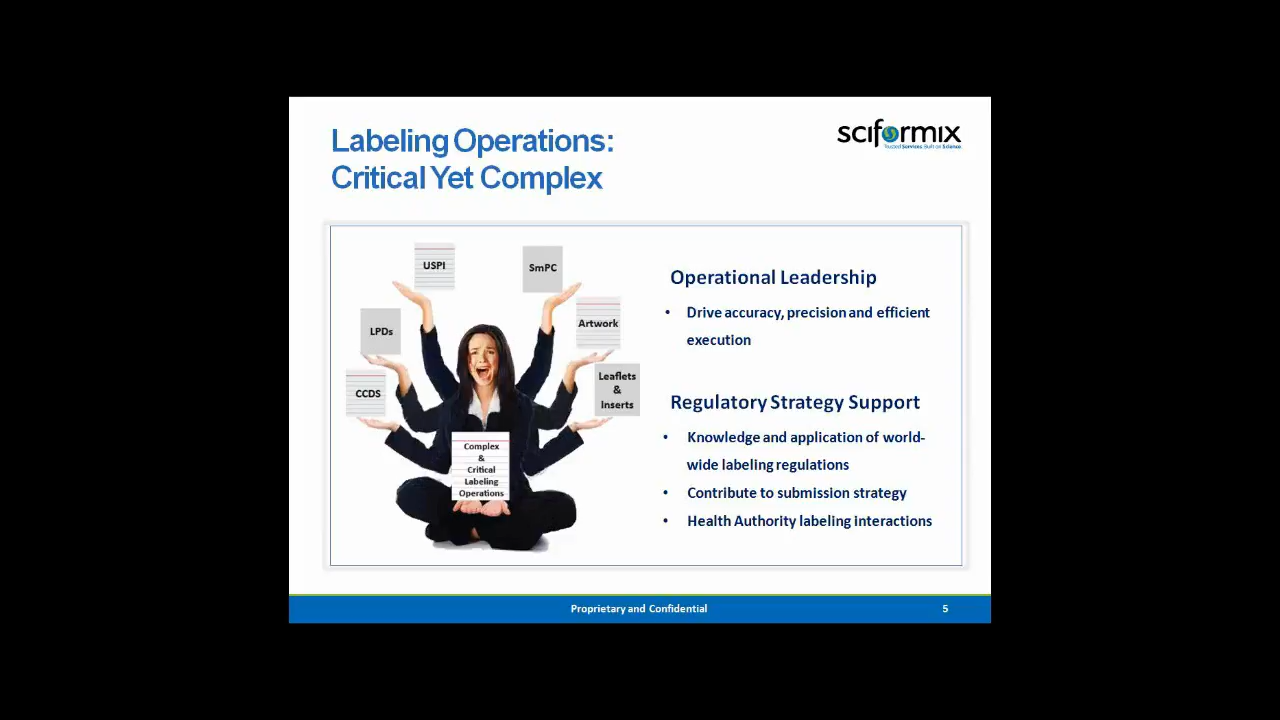 Labeling Operations:
Critical Yet Complex
sciformix
Trusted Services Built on Science
USPI
SmPC
LPDs
Artwork
CCDS
Leaflets
&
Inserts
Complex
&
Critical
Labeling
Operations
Operational Leadership
• Drive accuracy, precision and efficient
execution
Regulatory Strategy Support
• Knowledge and application of world-
wide labeling regulations
• Contribute to submission strategy
• Health Authority labeling interactions
Proprietary and Confidential
5